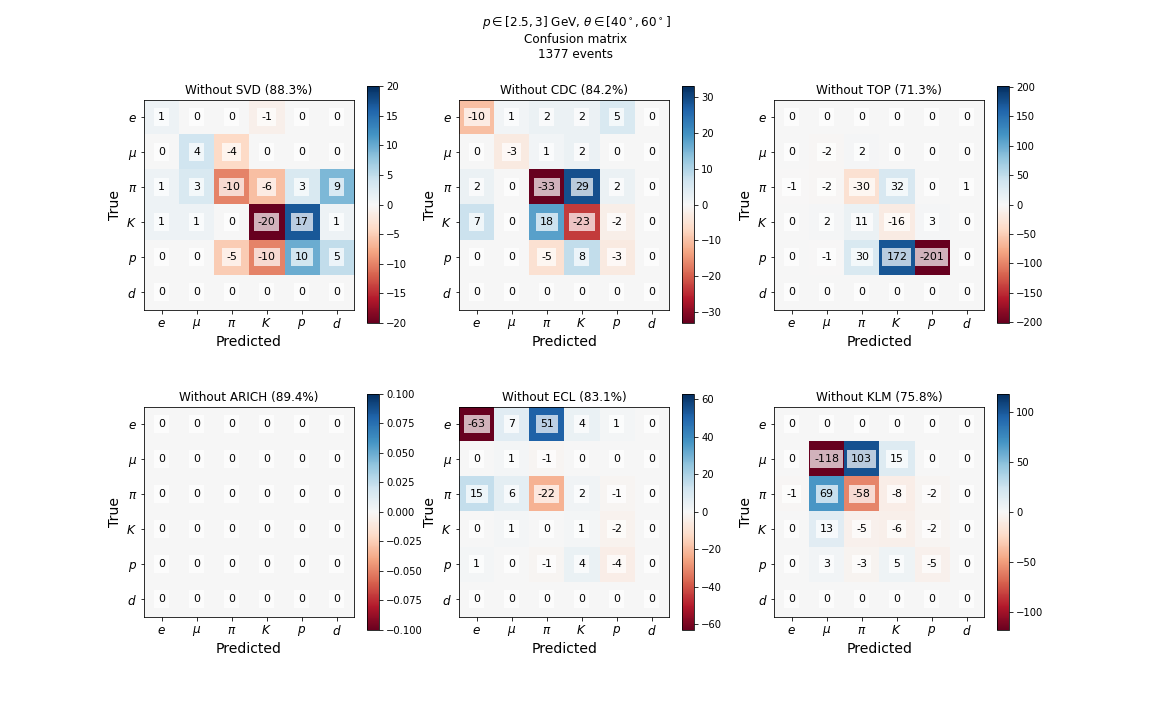 p ∈ [2.5, 3] GeV, θ ∈ [40°, 60°]
Confusion matrix
1377 events
Without SVD (88.3%)
True
e 1 0 0 -1 0 0
μ 0 4 -4 0 0 0
π 1 3 -10 -6 3 9
K 1 1 0 -20 17 1
p 0 0 -5 -10 10 5
d 0 0 0 0 0 0
e μ π K p d
Predicted
20
15
10
5
0
−5
−10
−15
−20
Without CDC (84.2%)
True
e -10 1 2 2 5 0
μ 0 -3 1 2 0 0
π 2 0 -33 29 2 0
K 7 0 18 -23 -2 0
p 0 0 -5 8 -3 0
d 0 0 0 0 0 0
e μ π K p d
Predicted
30
20
10
0
−10
−20
−30
Without TOP (71.3%)
True
e 0 0 0 0 0 0
μ 0 -2 2 0 0 0
π -1 -2 -30 32 0 1
K 0 2 11 -16 3 0
p 0 -1 30 172 -201 0
d 0 0 0 0 0 0
e μ π K p d
Predicted
200
150
100
50
0
−50
−100
−150
−200
Without ARICH (89.4%)
True
e 0 0 0 0 0 0
μ 0 0 0 0 0 0
π 0 0 0 0 0 0
K 0 0 0 0 0 0
p 0 0 0 0 0 0
d 0 0 0 0 0 0
e μ π K p d
Predicted
0.100
0.075
0.050
0.025
0.000
−0.025
−0.050
−0.075
−0.100
Without ECL (83.1%)
True
e -63 7 51 4 1 0
μ 0 1 -1 0 0 0
π 15 6 -22 2 -1 0
K 0 1 0 1 -2 0
p 1 0 -1 4 -4 0
d 0 0 0 0 0 0
e μ π K p d
Predicted
60
40
20
0
−20
−40
−60
Without KLM (75.8%)
True
e 0 0 0 0 0 0
μ 0 -118 103 15 0 0
π -1 69 -58 -8 -2 0
K 0 13 -5 -6 -2 0
p 0 3 -3 5 -5 0
d 0 0 0 0 0 0
e μ π K p d
Predicted
100
50
0
−50
−100